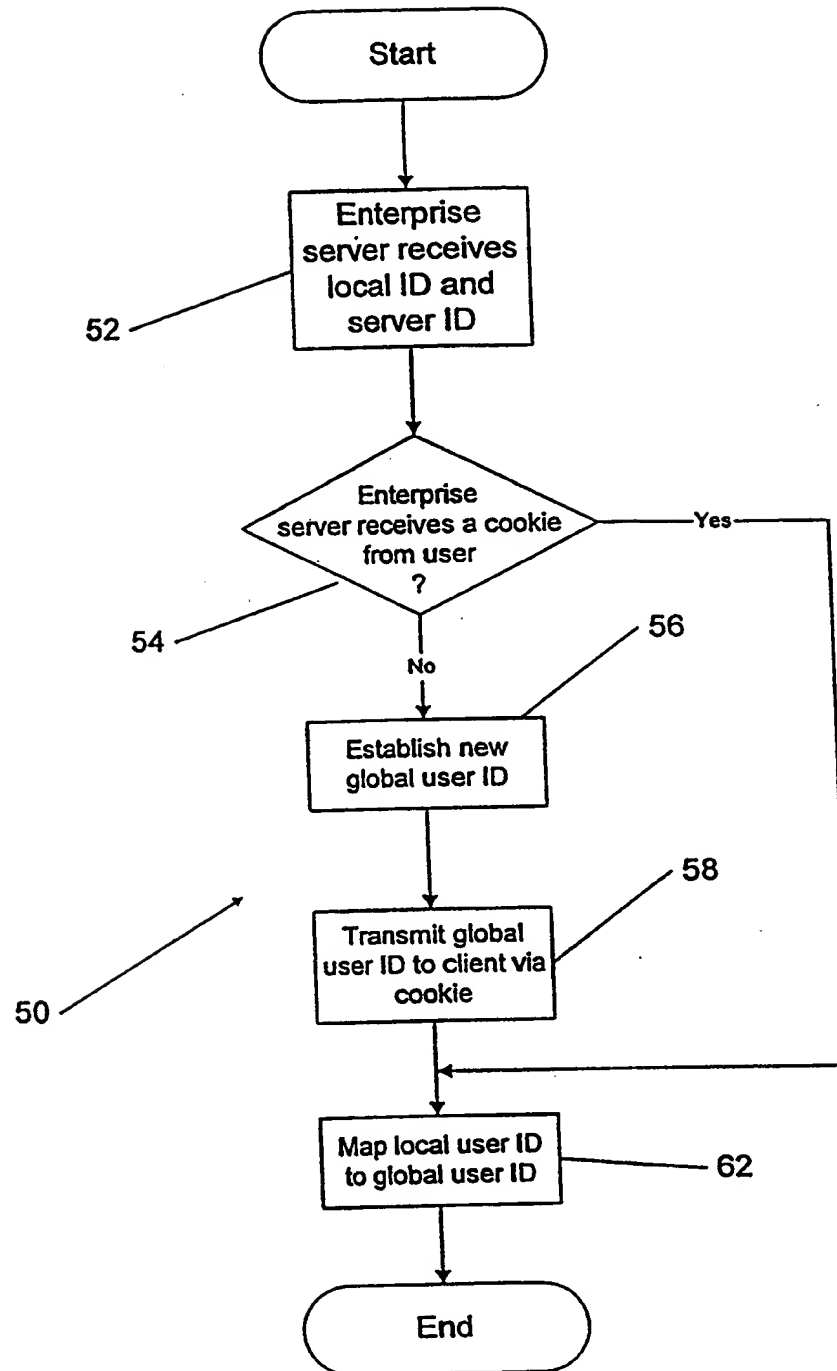 Start
Enterprise
server receives
local ID and
server ID
52
Enterprise
server receives a cookie
from user
?
Yes
54
No
56
Establish new
global user ID
58
Transmit global
user ID to client via
cookie
50
Map local user ID
to global user ID
62
End